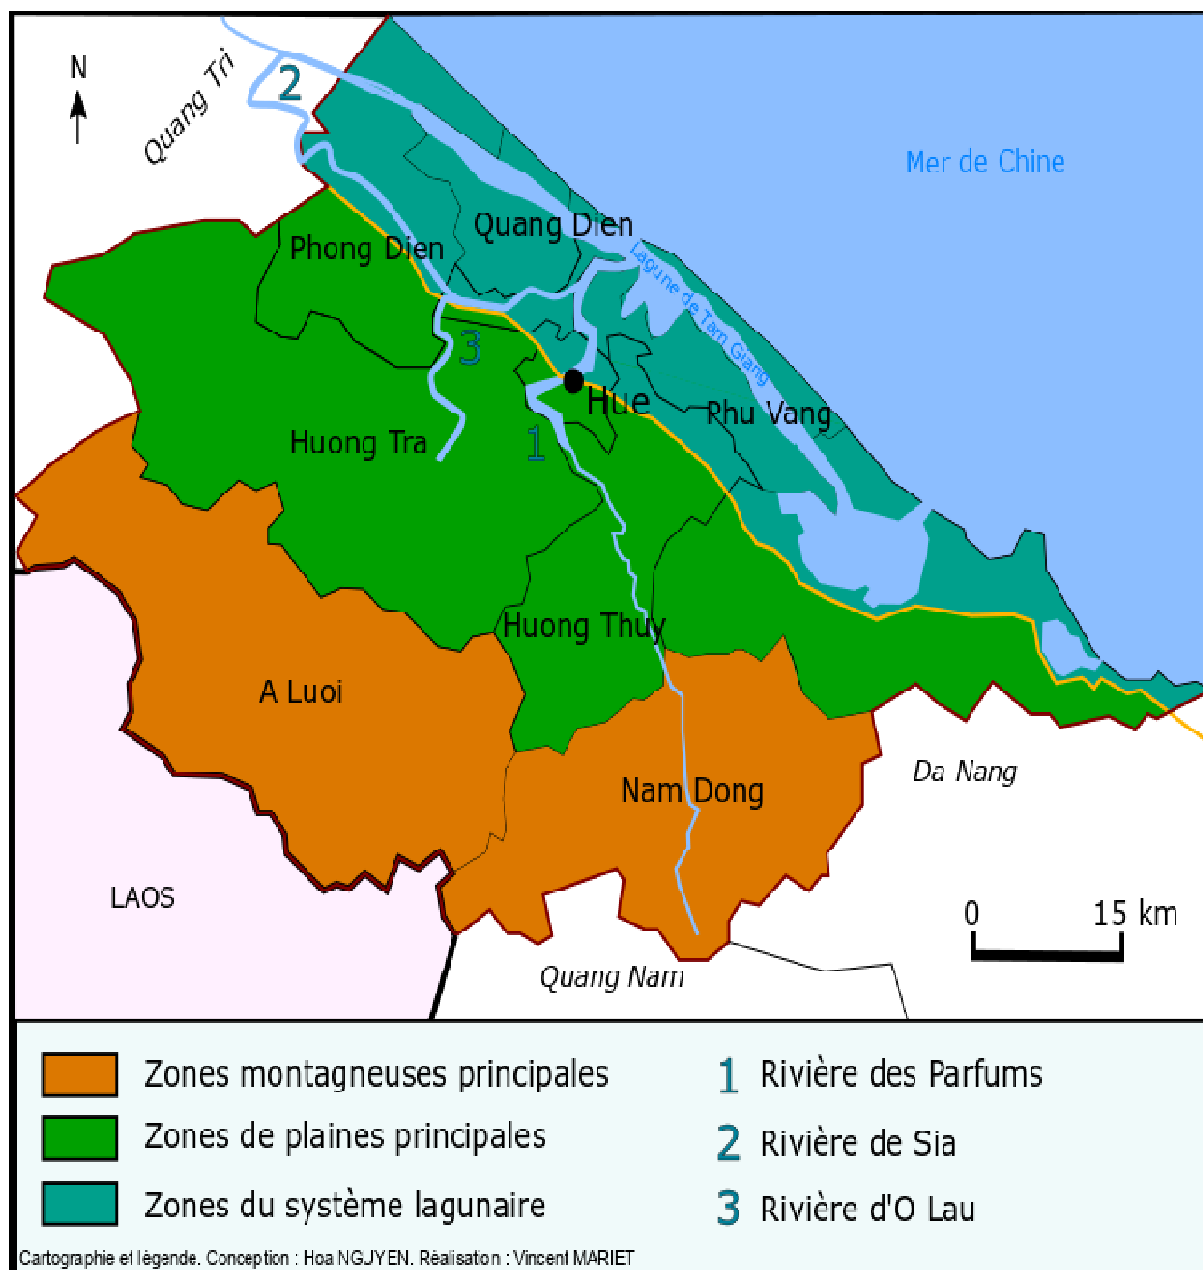 N
Quang Tri
2
Mer de Chine
Quang Dien
Phong Dien
Lagune de Tam Giang
3
Hue
Phu Vang
1
Huong Tra
Huong Thuy
A Luoi
Nam Dong
Da Nang
LAOS
0 15 km
Quang Nam
Zones montagneuses principales
Zones de plaines principales
Zones du système lagunaire
1 Rivière des Parfums
2 Rivière de Sia
3 Rivière d'O Lau
Cartographie et légende. Conception : Hoa NGUYEN. Réalisation : Vincent MARIET